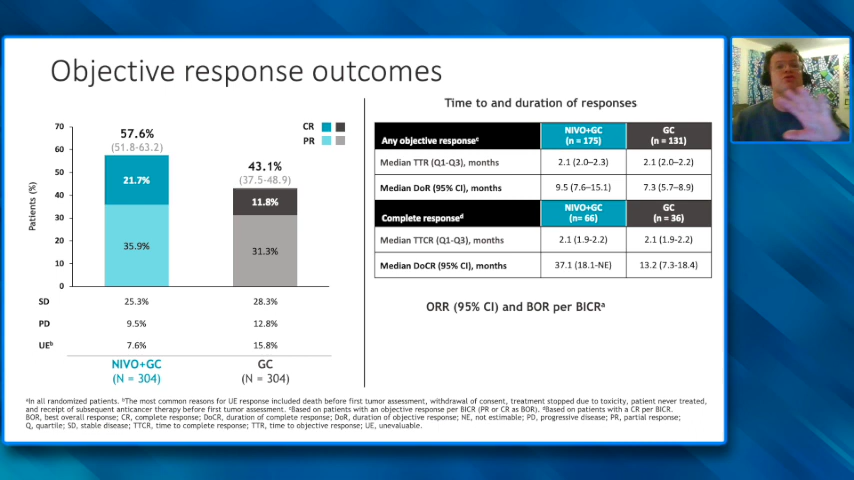 Objective response outcomes
70
60
50
40
30
20
10
0
Patients (%)
57.6%
(51.8-63.2)
21.7%
35.9%
43.1%
(37.5-48.9)
11.8%
31.3%
CR
PR
SD 25.3% 28.3%
PD 9.5% 12.8%
UEᵇ 7.6% 15.8%
NIVO+GC GC
(N = 304) (N = 304)
Time to and duration of responses
Any objective responseᶜ NIVO+GC (n = 175) GC (n = 131)
Median TTR (Q1-Q3), months 2.1 (2.0–2.3) 2.1 (2.0–2.2)
Median DoR (95% CI), months 9.5 (7.6–15.1) 7.3 (5.7–8.9)
Complete responseᵈ NIVO+GC (n= 66) GC (n = 36)
Median TTCR (Q1-Q3), months 2.1 (1.9-2.2) 2.1 (1.9-2.2)
Median DoCR (95% CI), months 37.1 (18.1-NE) 13.2 (7.3-18.4)
ORR (95% CI) and BOR per BICRᵃ
ᵃIn all randomized patients. ᵇThe most common reasons for UE response included death before first tumor assessment, withdrawal of consent, treatment stopped due to toxicity, patient never treated,
and receipt of subsequent anticancer therapy before first tumor assessment. ᶜBased on patients with an objective response per BICR (PR or CR as BOR). ᵈBased on patients with a CR per BICR.
BOR, best overall response; CR, complete response; DoCR, duration of complete response; DoR, duration of objective response; NE, not estimable; PD, progressive disease; PR, partial response;
Q, quartile; SD, stable disease; TTCR, time to complete response; TTR, time to objective response; UE, unevaluable.